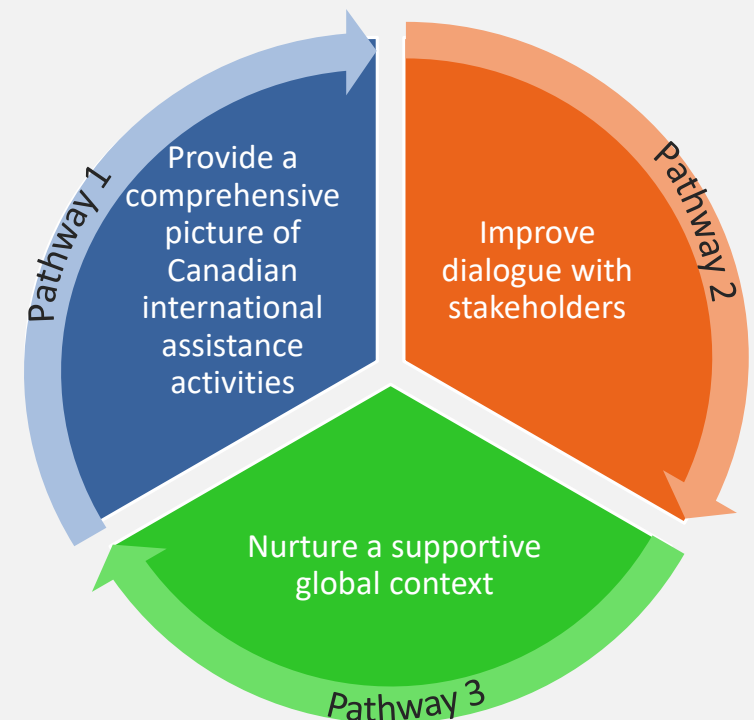 Pathway 1
Provide a
comprehensive
picture of
Canadian
international
assistance
activities
Pathway 2
Improve
dialogue with
stakeholders
Nurture a supportive
global context
Pathway 3